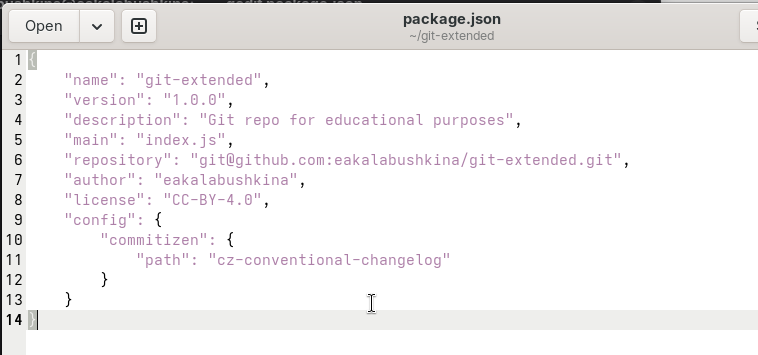 Open
package.json
~/git-extended
1 {
2 "name": "git-extended",
3 "version": "1.0.0",
4 "description": "Git repo for educational purposes",
5 "main": "index.js",
6 "repository": "git@github.com:eakalabushkina/git-extended.git",
7 "author": "eakalabushkina",
8 "license": "CC-BY-4.0",
9 "config": {
10 "commitizen": {
11 "path": "cz-conventional-changelog"
12 }
13 }
14 }